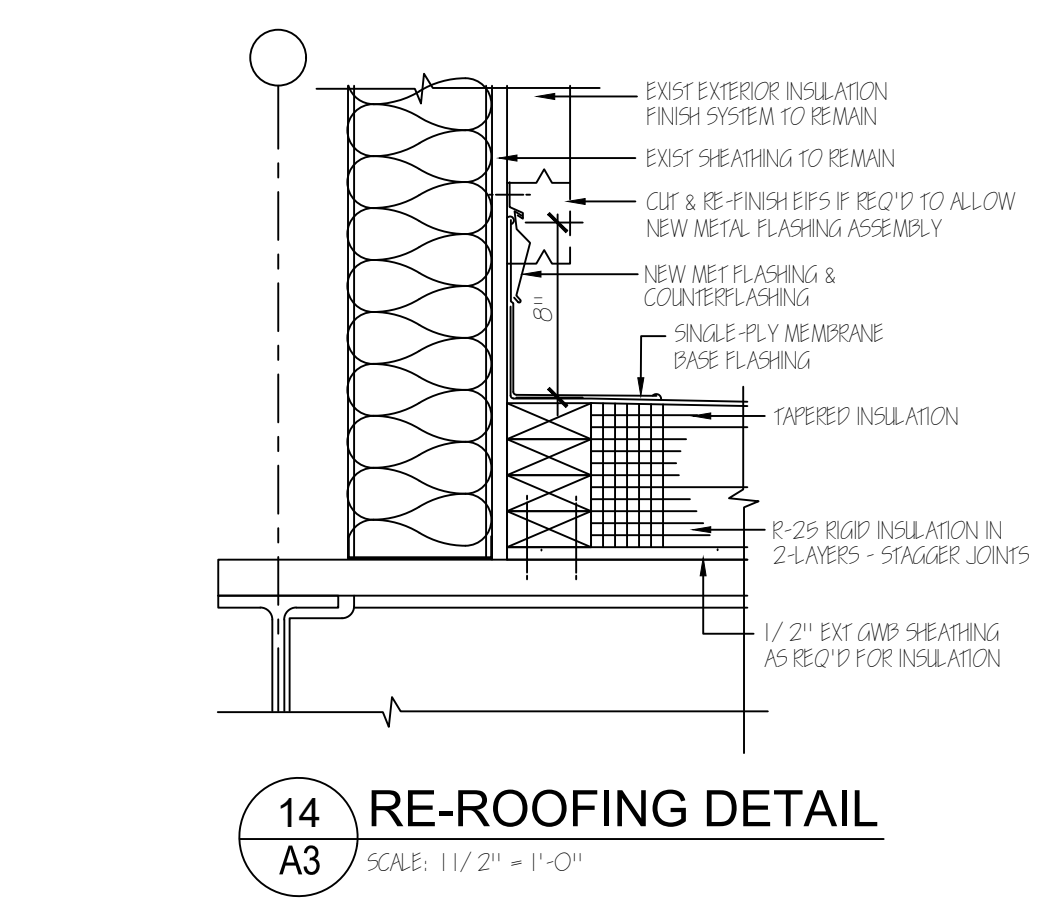 EXIST EXTERIOR INSULATION
FINISH SYSTEM TO REMAIN
EXIST SHEATHING TO REMAIN
CUT & RE-FINISH EIFS IF REQ'D TO ALLOW
NEW METAL FLASHING ASSEMBLY
NEW MET FLASHING &
COUNTERFLASHING
8"
SINGLE-PLY MEMBRANE
BASE FLASHING
TAPERED INSULATION
R-25 RIGID INSULATION IN
2-LAYERS - STAGGER JOINTS
1/2" EXT GWB SHEATHING
AS REQ'D FOR INSULATION
14
A3
RE-ROOFING DETAIL
SCALE: 1 1/2" = 1'-0"